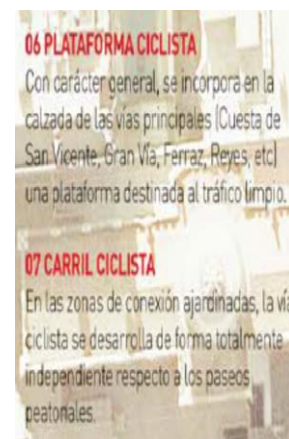 06 PLATAFORMA CICLISTA
Con carácter general, se incorpora en la
calzada de las vías principales (Cuesta de
San Vicente, Gran Vía, Ferraz, Reyes, etc)
una plataforma destinada al tráfico limpio.
07 CARRIL CICLISTA
En las zonas de conexión ajardinadas, la vía
ciclista se desarrolla de forma totalmente
independiente respecto a los paseos
peatonales.